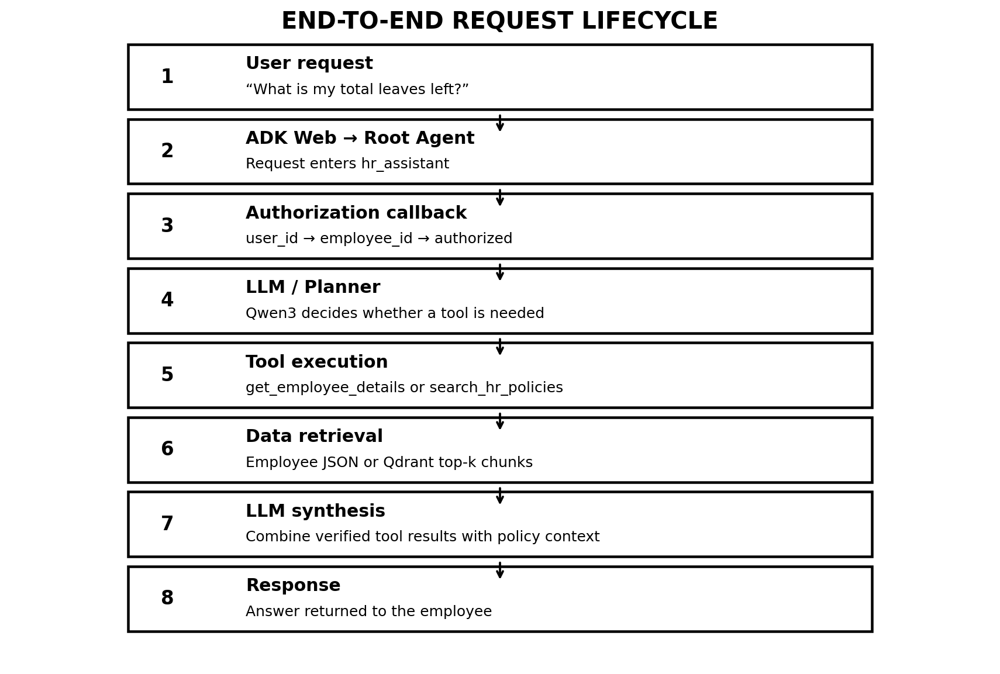 END-TO-END REQUEST LIFECYCLE
1
User request
“What is my total leaves left?”
2
ADK Web → Root Agent
Request enters hr_assistant
3
Authorization callback
user_id → employee_id → authorized
4
LLM / Planner
Qwen3 decides whether a tool is needed
5
Tool execution
get_employee_details or search_hr_policies
6
Data retrieval
Employee JSON or Qdrant top-k chunks
7
LLM synthesis
Combine verified tool results with policy context
8
Response
Answer returned to the employee